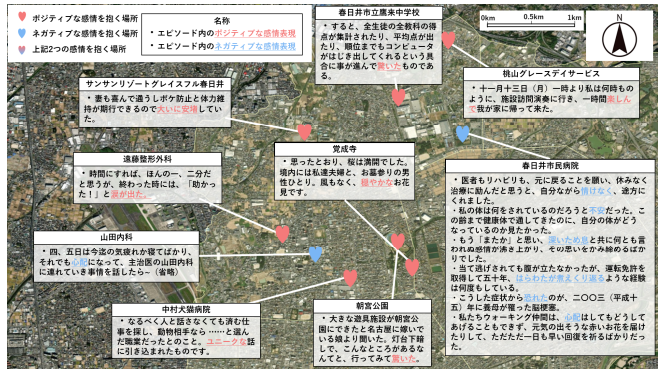 ポジティブな感情を抱く場所
ネガティブな感情を抱く場所
上記2つの感情を抱く場所
名称
・エピソード内のポジティブな感情表現
・エピソード内のネガティブな感情表現
春日井市立鷹来中学校
・すると、全生徒の全教科の得
点が集計されたり、平均点が出
たり、順位までもコンピュータ
がはじき出してくれるという具
合に事が進んで驚いたものであ
る。
0km 0.5km 1km
N
桃山グレースデイサービス
・十一月十三日（月）一時より私は何時もの
ように、施設訪問演奏に行き、一時間楽しん
で我が家に帰って来た。
サンサンリゾートグレイスフル春日井
・妻も喜んで通うしボケ防止と体力維
持が期行できるので大いに安堵してい
た。
遠藤整形外科
・時間にすれば、ほんの一、二分だ
と思うが、終わった時には、「助かっ
た！」と涙が出た。
覚成寺
・思ったとおり、桜は満開でした。
境内には私達夫婦と、お墓参りの男
性ひとり。風もなく、穏やかなお花
見です。
春日井市民病院
・医者もリハビリも、元に戻ることを願い、休みなく
治療に励んだと思うと、自分ながら情けなく、途方に
くれました。
・私の体は何をされているのだろうと不安だった。こ
の齢まで健康体で通してきたのに、自分の体がどう
なっているのか見たかった。
・もう「またか」と思い、深いため息と共に何とも言
われぬ感情が沸き上がり、その思いをかみ締めるばか
りでした。
・当て逃げされても腹が立たなかったが、運転免許を
取得して五十年、はらわたが煮えくり返るような経験
は何度もしている。
・こうした症状から恐れたのが、二〇〇三（平成十
五）年に義母が罹った脳梗塞。
・私たちウォーキング仲間は、心配はしてもどうして
あげることもできず、元気の出そうな赤いお花を届け
たりして、ただただ一日も早い回復を祈るばかりだっ
た。
山田内科
・四、五日は今迄の気疲れか寝てばかり、
それでも心配になって、主治医の山田内科
に連れていき事情を話したら～（省略）
中村犬猫病院
・なるべく人と話さなくても済む仕
事を探し、動物相手なら……と選ん
だ職業だったとのこと。ユニークな話
に引き込まれたものです。
朝宮公園
・大きな遊具施設が朝宮公
園にできたと名古屋に嫁いで
いる娘より聞いた。灯台下暗
しで、こんなところがあるなん
てと、行ってみて驚いた。